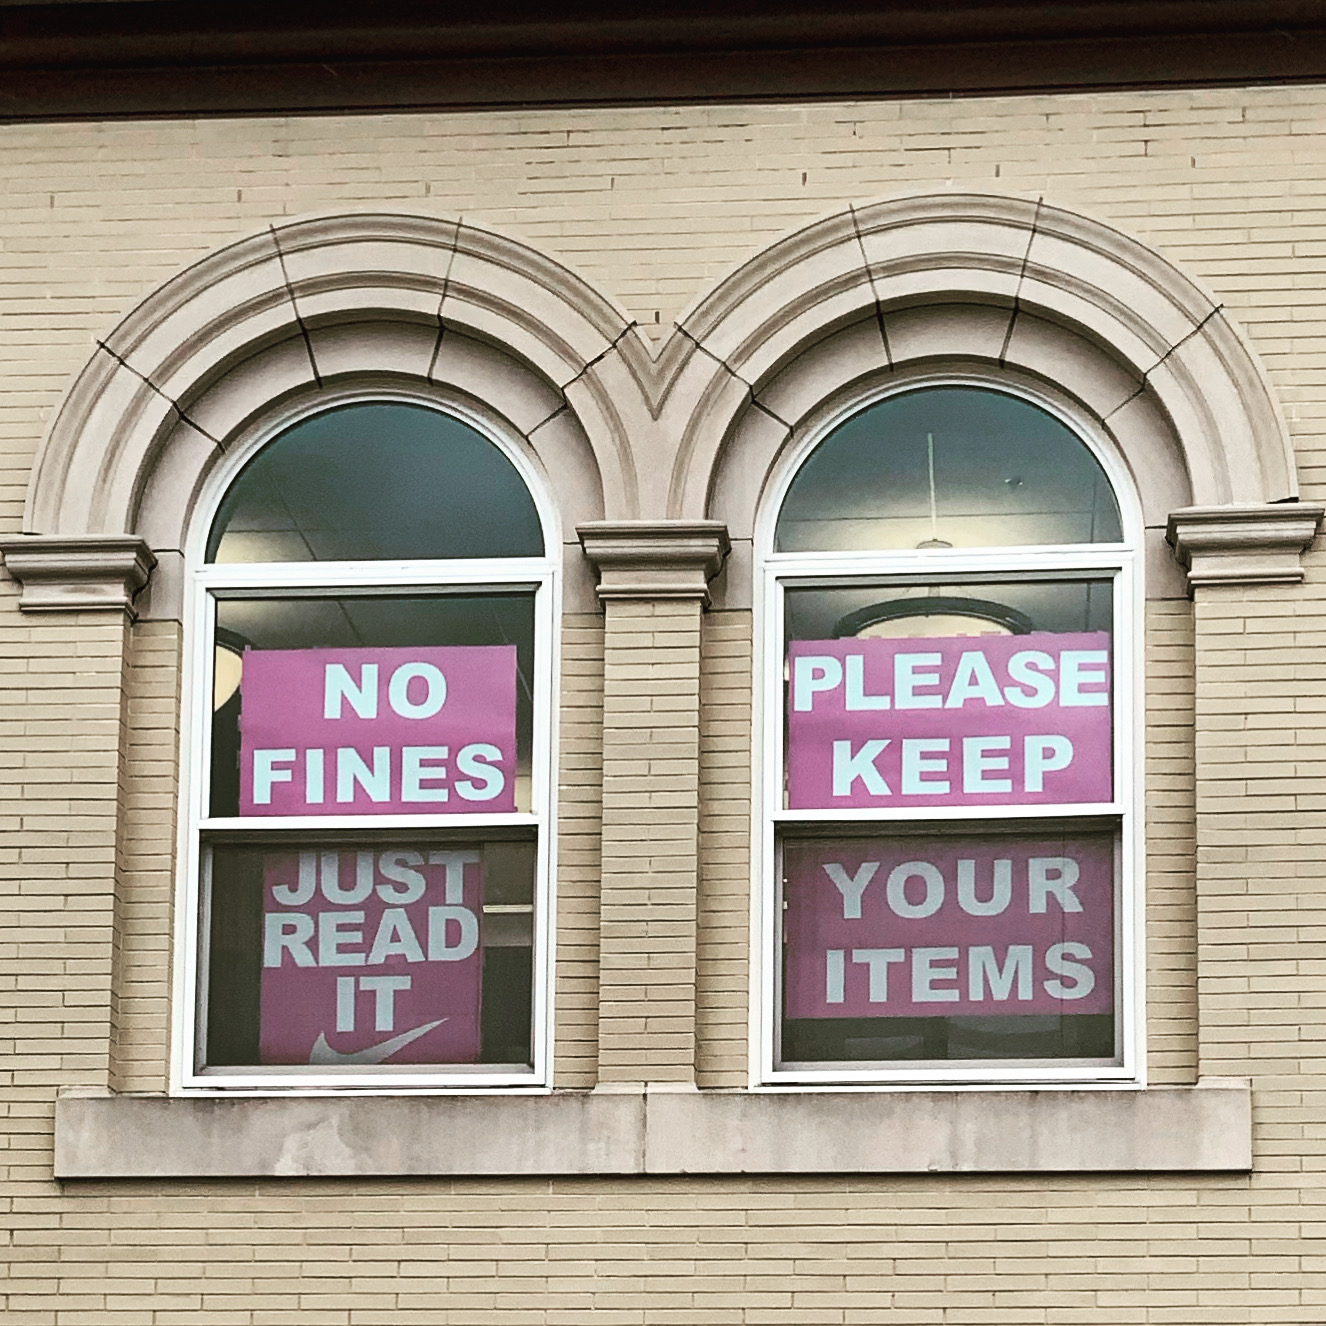 NO
FINES
JUST
READ
IT
PLEASE
KEEP
YOUR
ITEMS